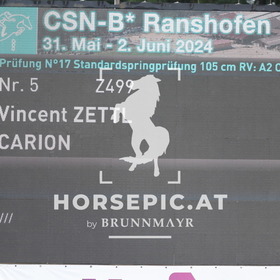 CSN-B* Ranshofen
31. Mai - 2. Juni 2024
Prüfung N°17 Standardspringprüfung 105 cm RV: A2 O
Nr. 5 Z499
Vincent ZETTL
CARION
HORSEPIC.AT
by BRUNNMAYR
///